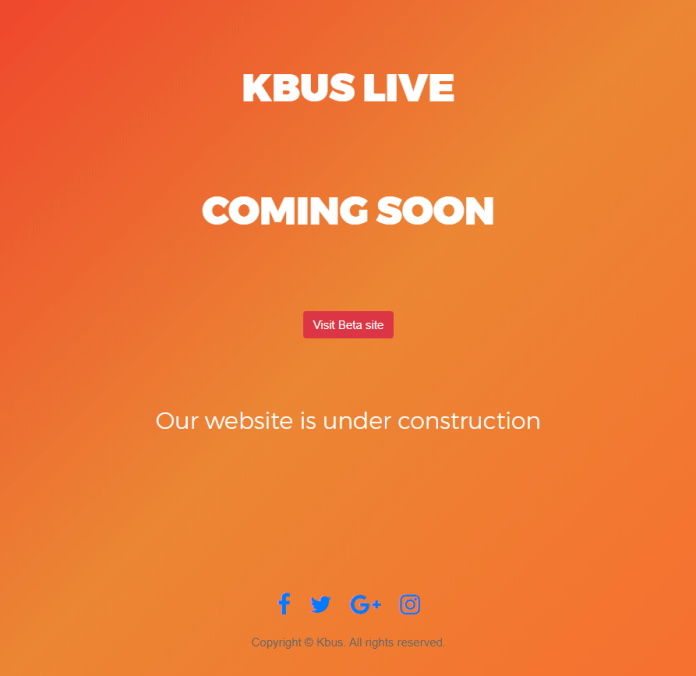 KBUS LIVE
COMING SOON
Visit Beta site
Our website is under construction
Copyright © Kbus. All rights reserved